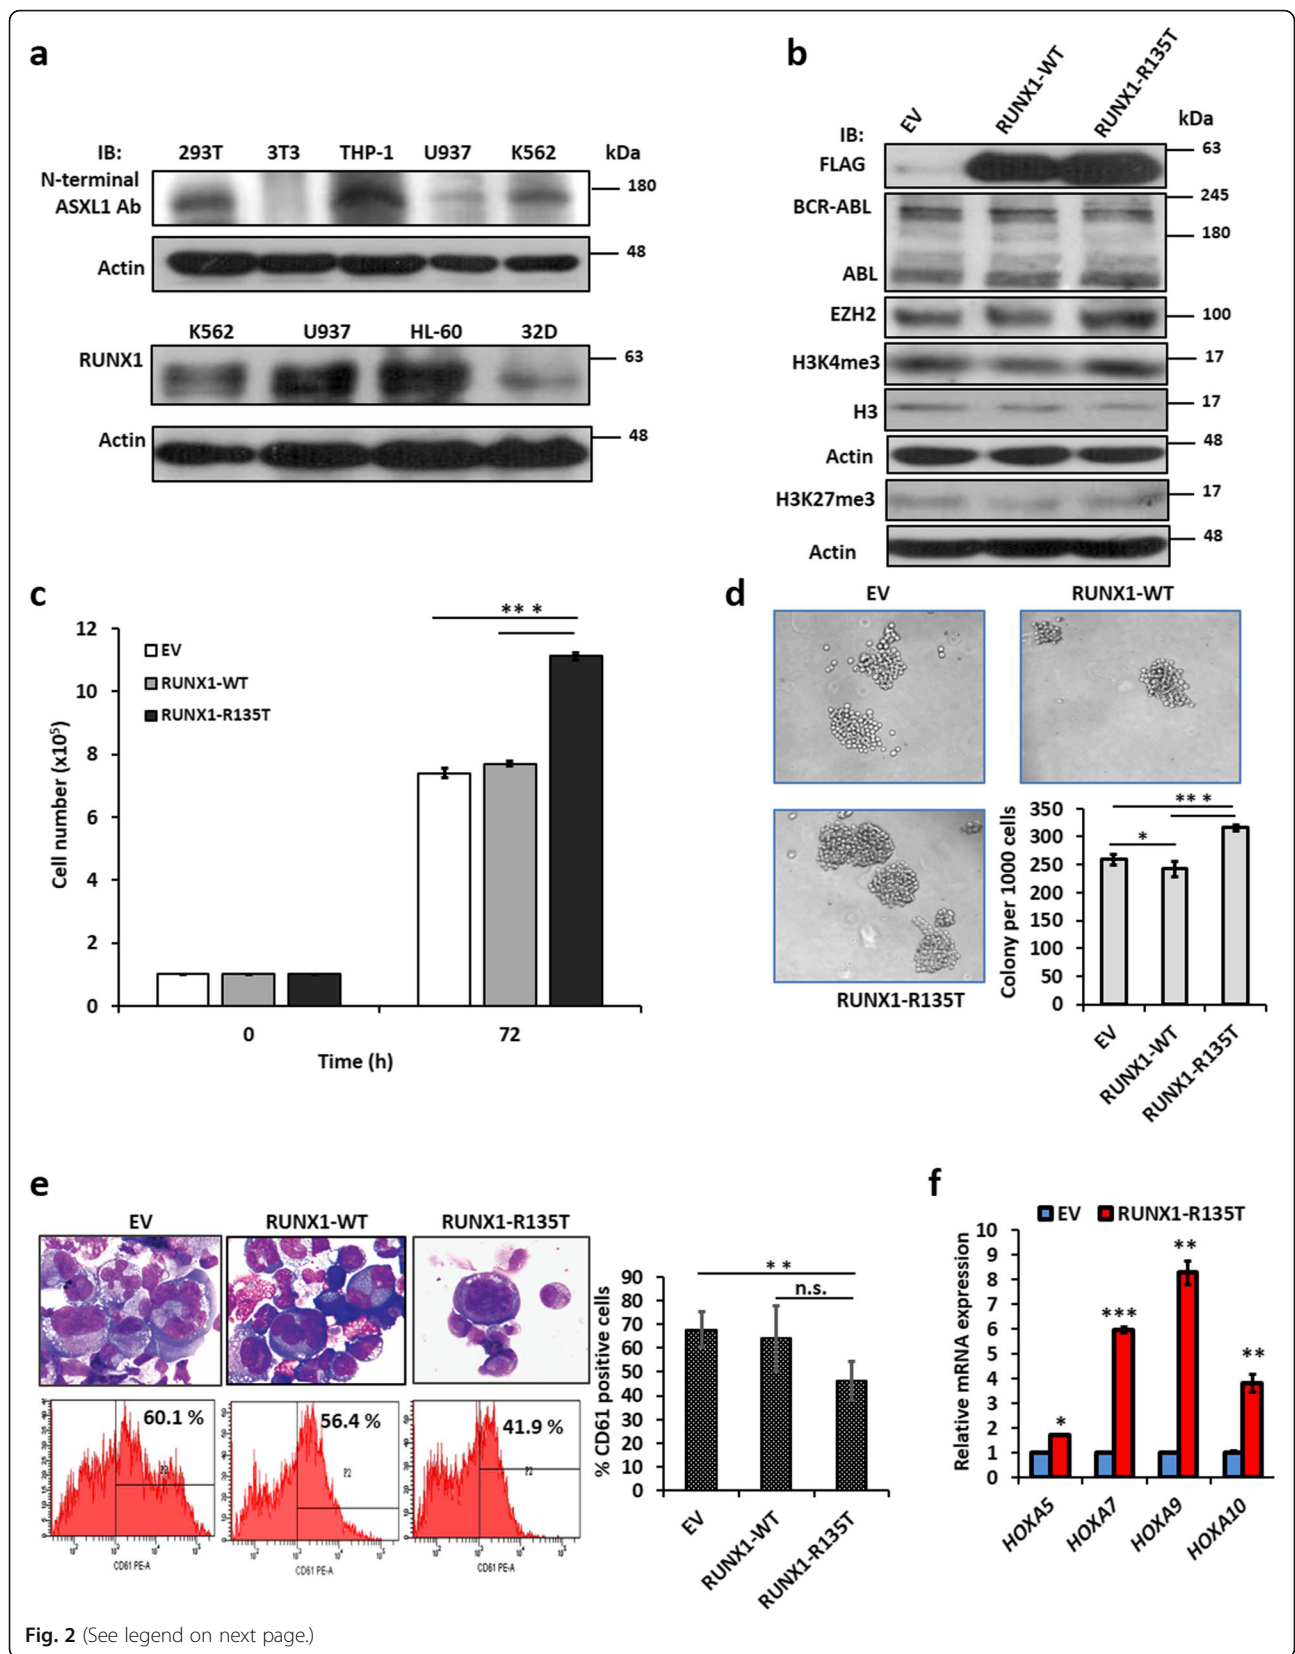 a
IB: 293T 3T3 THP-1 U937 K562 kDa
N-terminal
ASXL1 Ab
180
Actin
48
K562 U937 HL-60 32D
RUNX1
63
Actin
48
b
EV RUNX1-WT RUNX1-R135T
IB:
kDa
FLAG
63
BCR-ABL
245
180
ABL
EZH2
100
H3K4me3
17
H3
17
Actin
48
H3K27me3
17
Actin
48
c
*** 
12
10
8
6
4
2
0
Cell number (x10⁵)
EV
RUNX1-WT
RUNX1-R135T
0 72
Time (h)
d
EV RUNX1-WT
RUNX1-R135T
Colony per 1000 cells
350
300
250
200
150
100
50
0
***
*
EV RUNX1-WT RUNX1-R135T
e
EV RUNX1-WT RUNX1-R135T
60.1 % 56.4 % 41.9 %
P2 P2 P2
CD61 PE-A CD61 PE-A CD61 PE-A
% CD61 positive cells
90
80
70
60
50
40
30
20
10
0
**
n.s.
EV RUNX1-WT RUNX1-R135T
f
EV RUNX1-R135T
Relative mRNA expression
10
9
8
7
6
5
4
3
2
1
0
* *** ** **
HOXA5 HOXA7 HOXA9 HOXA10
Fig. 2 (See legend on next page.)